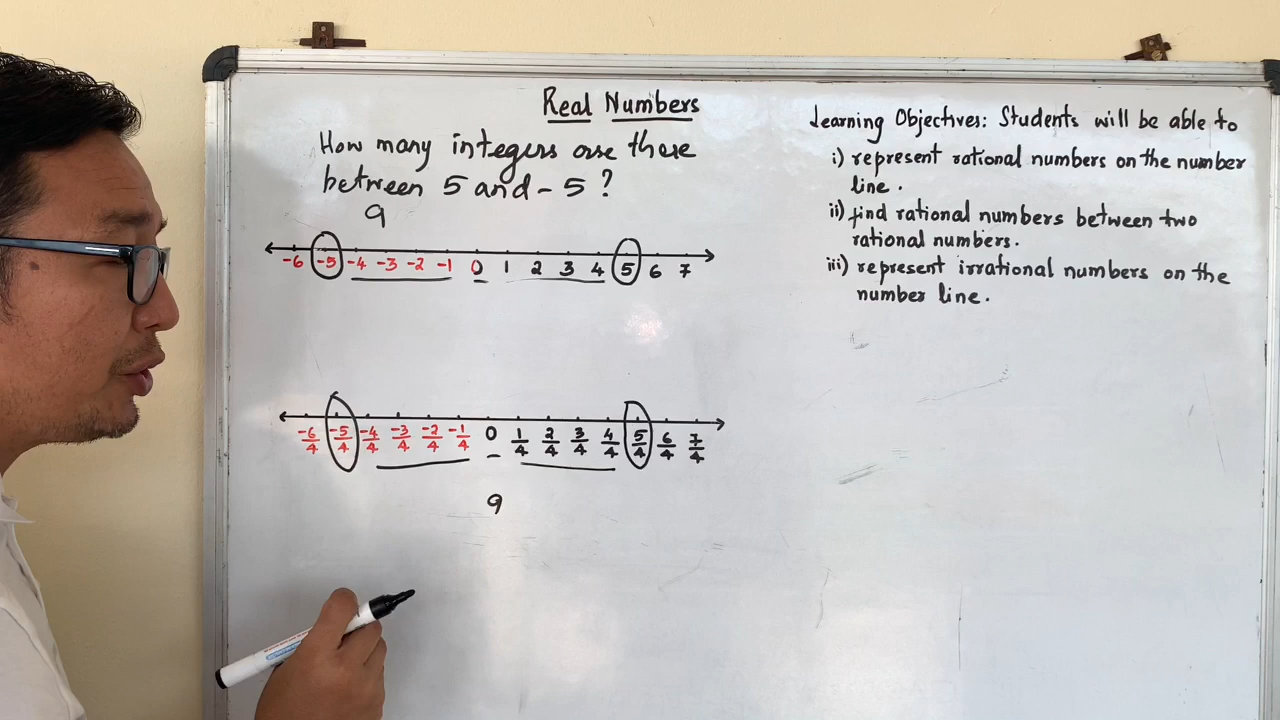 Real Numbers
How many integers are there
between 5 and - 5 ?
9
-6 -5 -4 -3 -2 -1 0 1 2 3 4 5 6 7
-6/4 -5/4 -4/4 -3/4 -2/4 -1/4 0 1/4 2/4 3/4 4/4 5/4 6/4 7/4
9
Learning Objectives: Students will be able to
i) represent rational numbers on the number
line.
ii) find rational numbers between two
rational numbers.
iii) represent irrational numbers on the
number line.